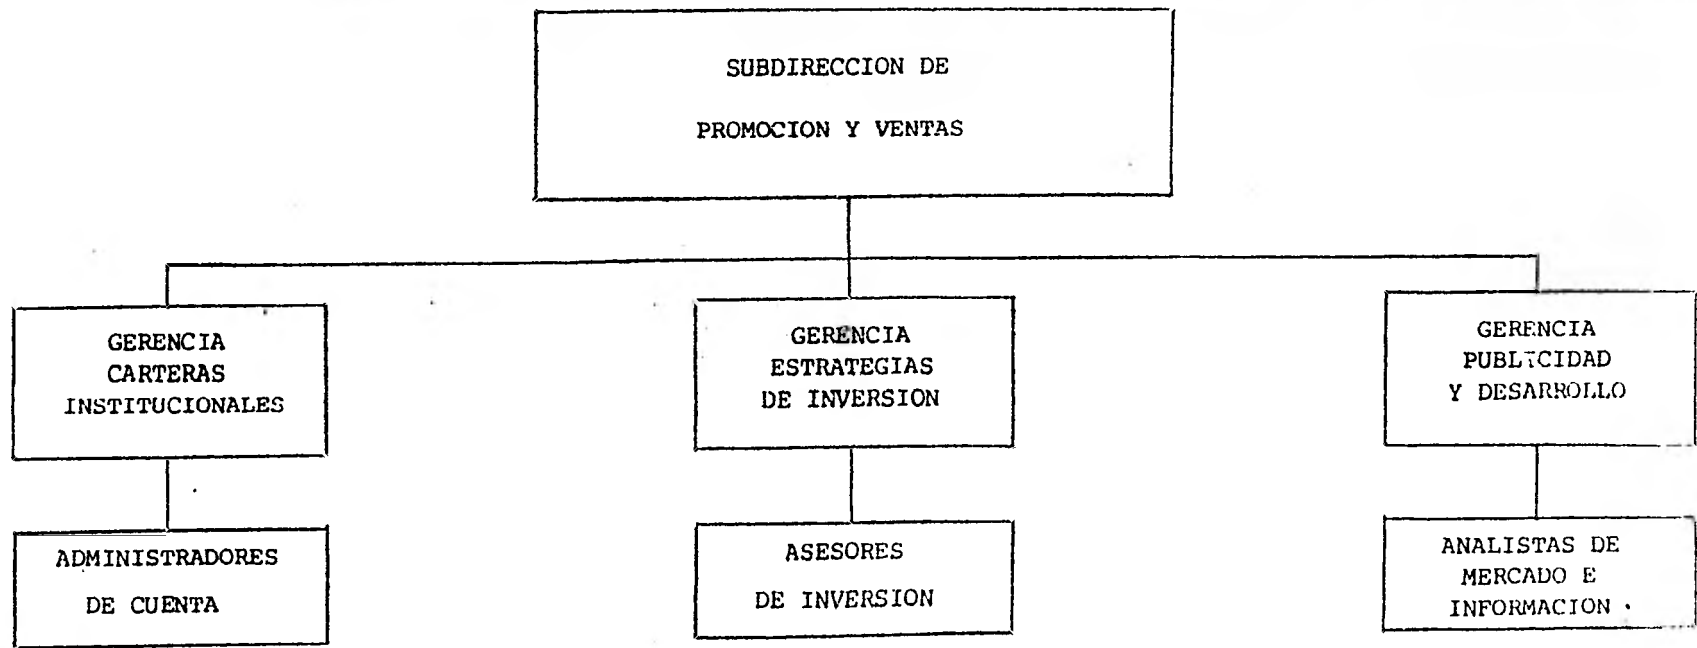 SUBDIRECCION DE
PROMOCION Y VENTAS
GERENCIA
CARTERAS
INSTITUCIONALES
GERENCIA
ESTRATEGIAS
DE INVERSION
GERENCIA
PUBLICIDAD
Y DESARROLLO
ADMINISTRADORES
DE CUENTA
ASESORES
DE INVERSION
ANALISTAS DE
MERCADO E
INFORMACION